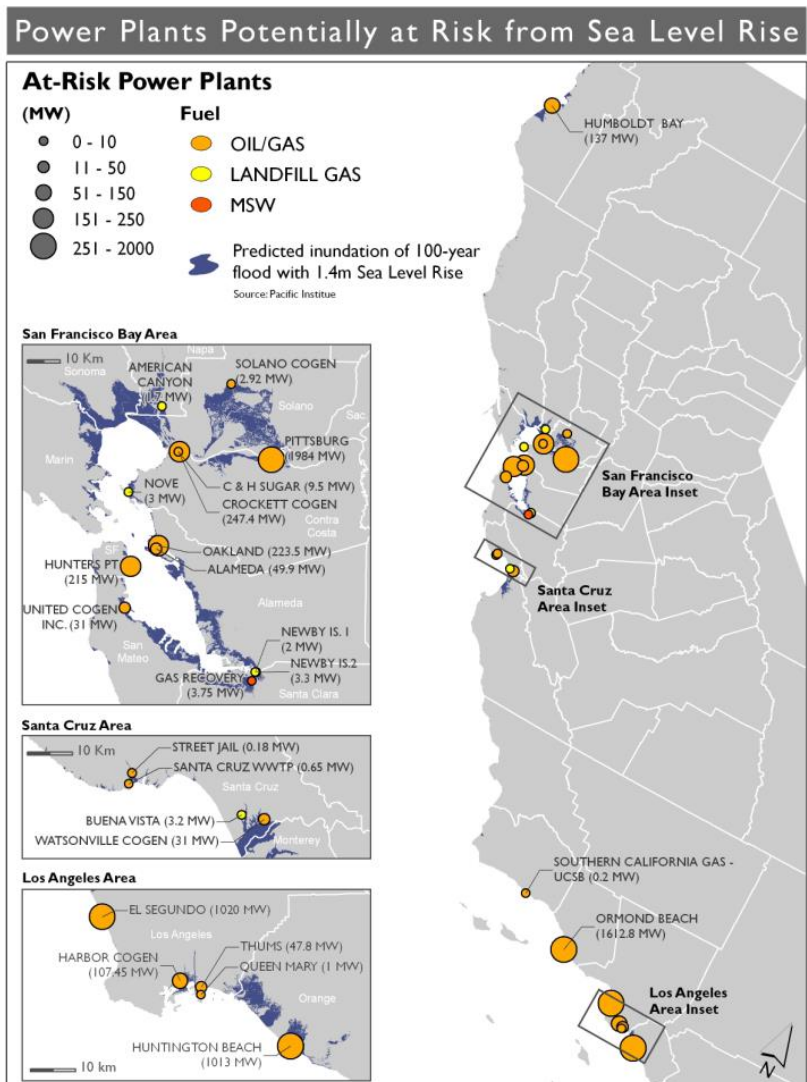 Power Plants Potentially at Risk from Sea Level Rise
At-Risk Power Plants
(MW)
0 - 10
11 - 50
51 - 150
151 - 250
251 - 2000
Fuel
OIL/GAS
LANDFILL GAS
MSW
Predicted inundation of 100-year
flood with 1.4m Sea Level Rise
Source: Pacific Institue
HUMBOLDT BAY
(137 MW)
San Francisco Bay Area
10 Km
Sonoma
Napa
AMERICAN
CANYON
(1.7 MW)
SOLANO COGEN
(2.92 MW)
Solano
Sac
Marin
PITTSBURG
(1984 MW)
NOVE
(3 MW)
C & H SUGAR (9.5 MW)
CROCKETT COGEN
(247.4 MW)
Contra
Costa
SF
OAKLAND (223.5 MW)
ALAMEDA (49.9 MW)
HUNTERS PT
(215 MW)
Alameda
UNITED COGEN
INC. (31 MW)
San
Mateo
NEWBY IS. 1
(2 MW)
NEWBY IS.2
(3.3 MW)
GAS RECOVERY
(3.75 MW)
Santa Clara
San Francisco
Bay Area Inset
Santa Cruz
Area Inset
Santa Cruz Area
10 Km
STREET JAIL (0.18 MW)
SANTA CRUZ WWTP (0.65 MW)
Santa Cruz
BUENA VISTA (3.2 MW)
WATSONVILLE COGEN (31 MW)
Monterey
Los Angeles Area
EL SEGUNDO (1020 MW)
Los Angeles
HARBOR COGEN
(107.45 MW)
THUMS (47.8 MW)
QUEEN MARY (1 MW)
Orange
HUNTINGTON BEACH
(1013 MW)
10 km
SOUTHERN CALIFORNIA GAS -
UCSB (0.2 MW)
ORMOND BEACH
(1612.8 MW)
Los Angeles
Area Inset
N